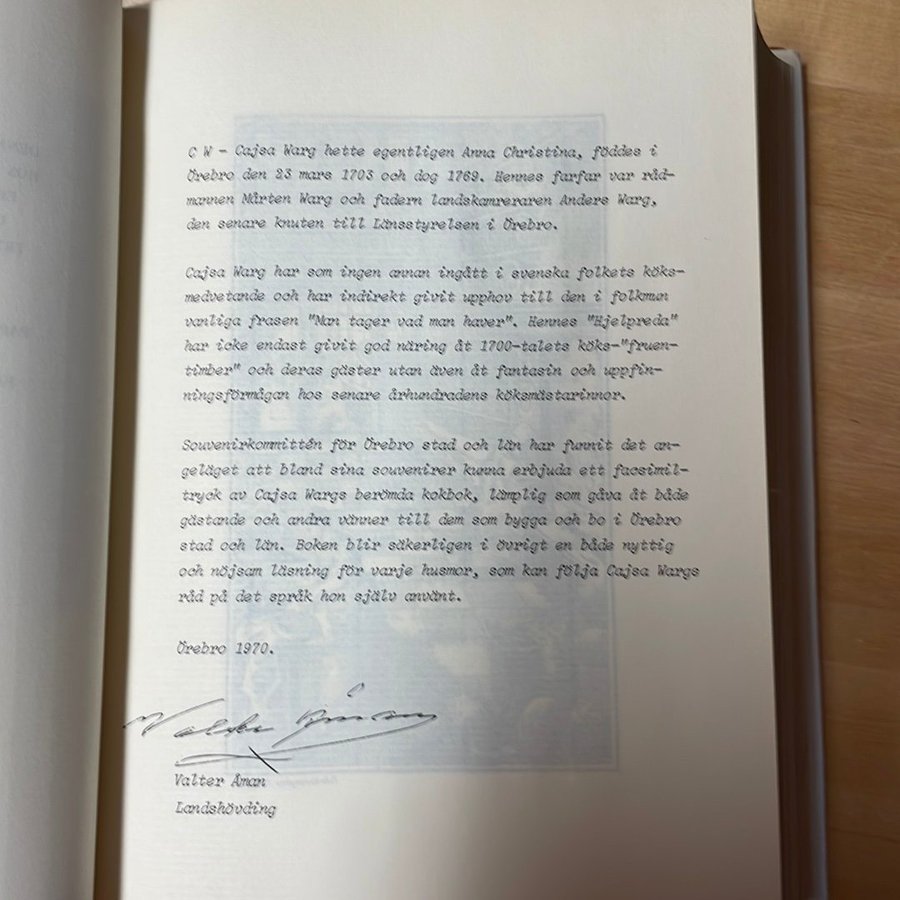 C W - Cajsa Warg hette egentligen Anna Christina, föddes i
Örebro den 23 mars 1703 och dog 1769. Hennes farfar var råd-
mannen Mårten Warg och fadern landskamreraren Anders Warg,
den senare knuten till Länsstyrelsen i Örebro.
Cajsa Warg har som ingen annan ingått i svenska folkets köks-
medvetande och har indirekt givit upphov till den i folkmun
vanliga frasen "Man tager vad man haver". Hennes "Hjelpreda"
har icke endast givit god näring åt 1700-talets köks-"fruen-
timber" och deras gäster utan även åt fantasin och uppfin-
ningsförmågan hos senare århundradens köksmästarinnor.
Souvenirkommittén för Örebro stad och län har funnit det an-
geläget att bland sina souvenirer kunna erbjuda ett facsimil-
tryck av Cajsa Wargs berömda kokbok, lämplig som gåva åt både
gästande och andra vänner till dem som bygga och bo i Örebro
stad och län. Boken blir säkerligen i övrigt en både nyttig
och nöjsam läsning för varje husmor, som kan följa Cajsa Wargs
råd på det språk hon själv använt.
Örebro 1970.
Valter Åman
Valter Åman
Landshövding